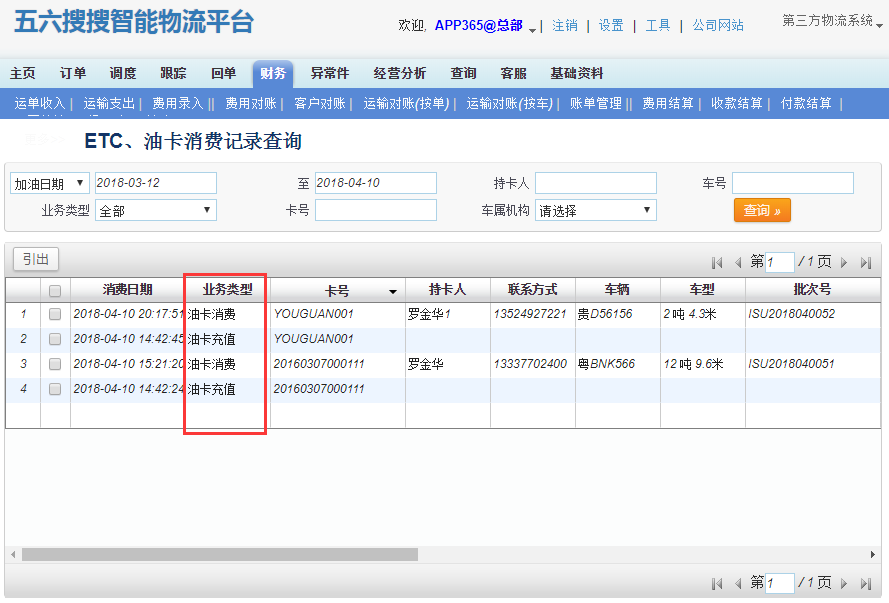 五六搜搜智能物流平台
欢迎, APP365@总部 | 注销 | 设置 | 工具 | 公司网站 第三方物流系统
主页 订单 调度 跟踪 回单 财务 异常件 经营分析 查询 客服 基础资料
运单收入 | 运输支出 | 费用录入 || 费用对账 | 客户对账 | 运输对账(按单) | 运输对账(按车) | 账单管理 || 费用结算 | 收款结算 | 付款结算 |
ETC、油卡消费记录查询
加油日期 2018-03-12 至 2018-04-10 持卡人 车号
业务类型 全部 卡号 车属机构 请选择 查询 »
引出 第 1 / 1 页
消费日期 业务类型 卡号 持卡人 联系方式 车辆 车型 批次号
1 2018-04-10 20:17:51 油卡消费 YOUGUAN001 罗金华1 13524927221 贵D56156 2 吨 4.3米 ISU2018040052
2 2018-04-10 14:42:45 油卡充值 YOUGUAN001
3 2018-04-10 15:21:20 油卡消费 20160307000111 罗金华 13337702400 粤BNK566 12 吨 9.6米 ISU2018040051
4 2018-04-10 14:42:24 油卡充值 20160307000111
第 1 / 1 页